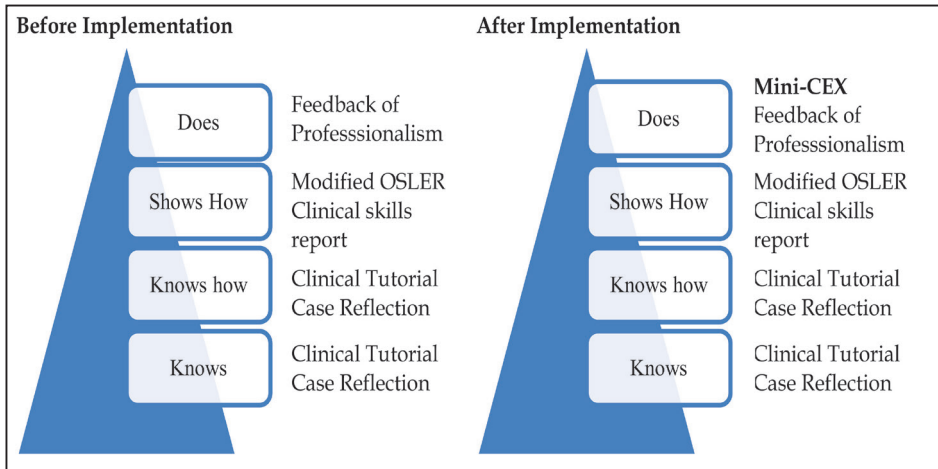 Before Implementation
Does
Feedback of
Professsionalism
Shows How
Modified OSLER
Clinical skills
report
Knows how
Clinical Tutorial
Case Reflection
Knows
Clinical Tutorial
Case Reflection
After Implementation
Does
Mini-CEX
Feedback of
Professsionalism
Shows How
Modified OSLER
Clinical skills
report
Knows how
Clinical Tutorial
Case Reflection
Knows
Clinical Tutorial
Case Reflection